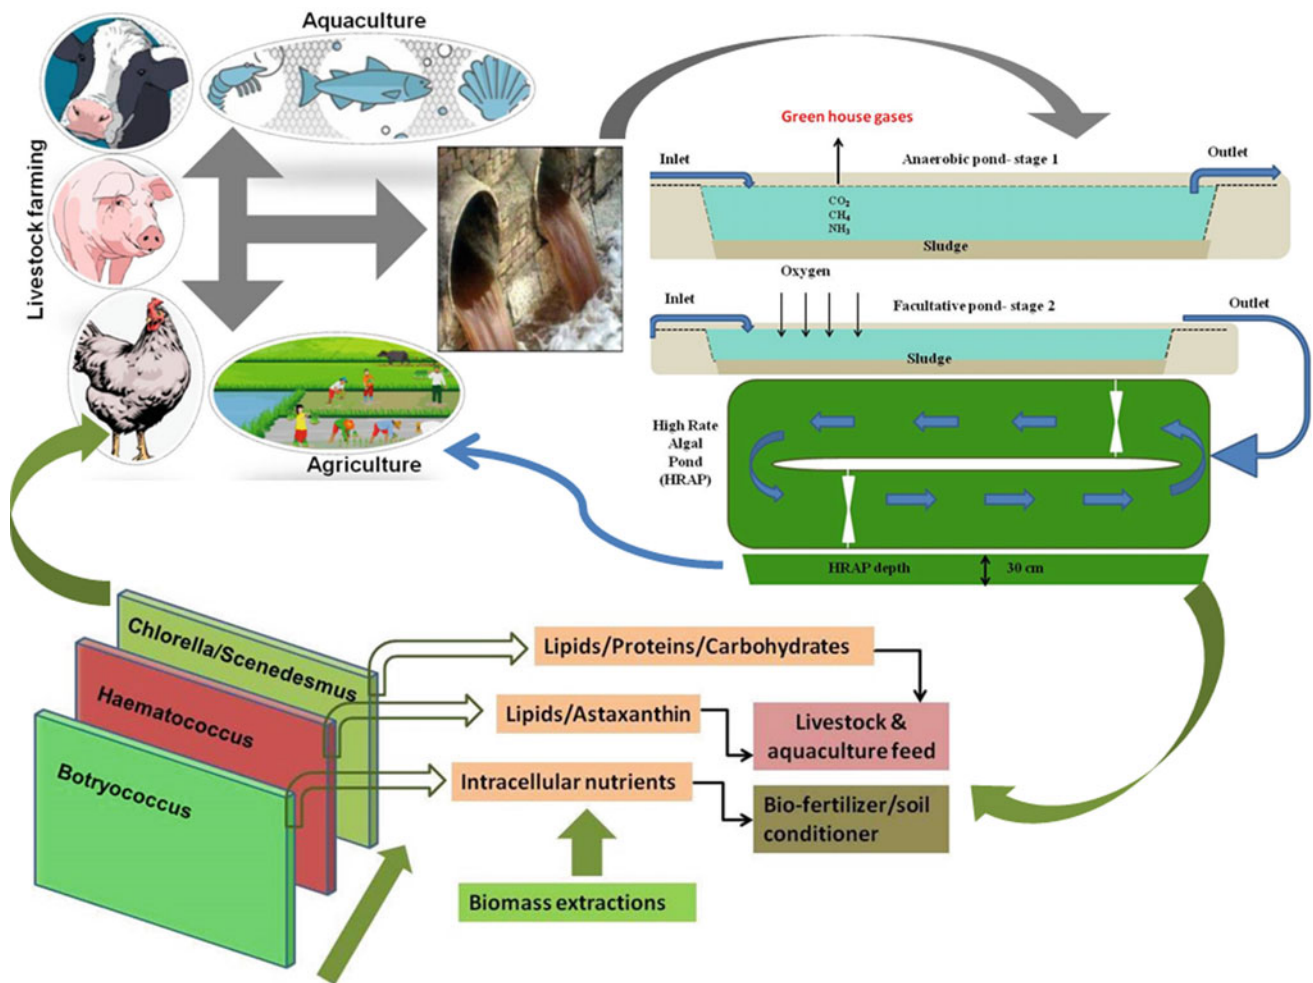 Aquaculture
Livestock farming
Agriculture
Green house gases
Inlet
Anaerobic pond- stage 1
Outlet
CO₂
CH₄
NH₃
Sludge
Oxygen
Inlet
Facultative pond- stage 2
Outlet
Sludge
High Rate
Algal
Pond
(HRAP)
HRAP depth
30 cm
Chlorella/Scenedesmus
Haematococcus
Botryococcus
Lipids/Proteins/Carbohydrates
Lipids/Astaxanthin
Intracellular nutrients
Biomass extractions
Livestock &
aquaculture feed
Bio-fertilizer/soil
conditioner